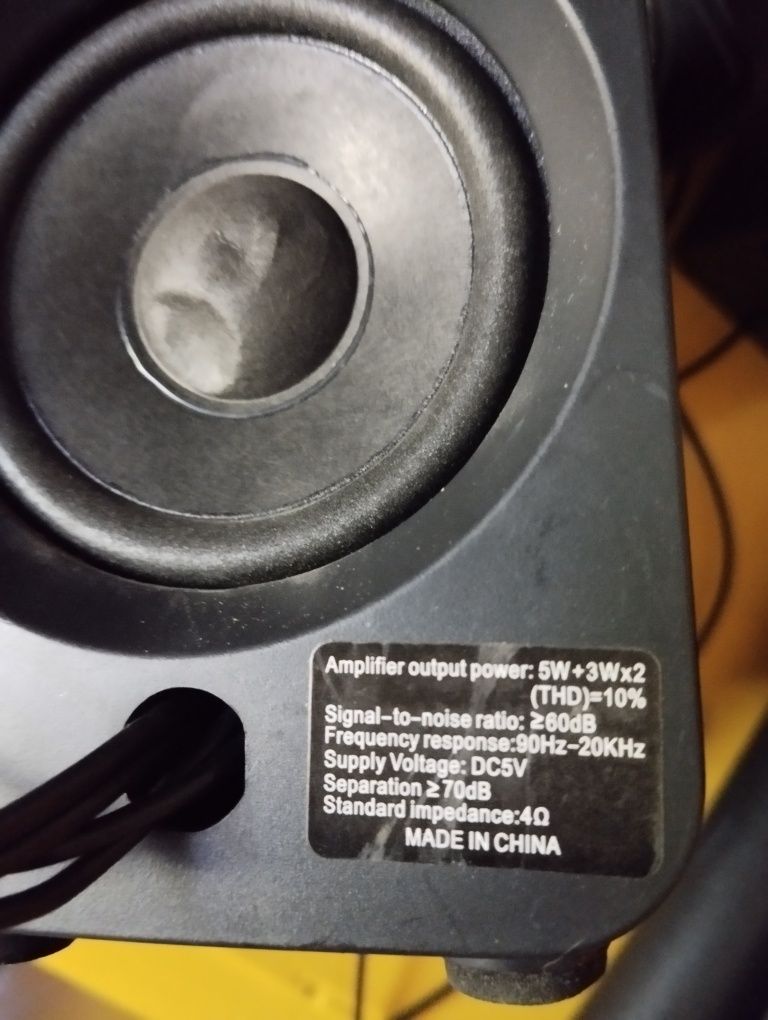 Amplifier output power: 5W+3Wx2
(THD)=10%
Signal-to-noise ratio: ≥60dB
Frequency response:90Hz-20KHz
Supply Voltage: DC5V
Separation ≥70dB
Standard impedance:4Ω
MADE IN CHINA